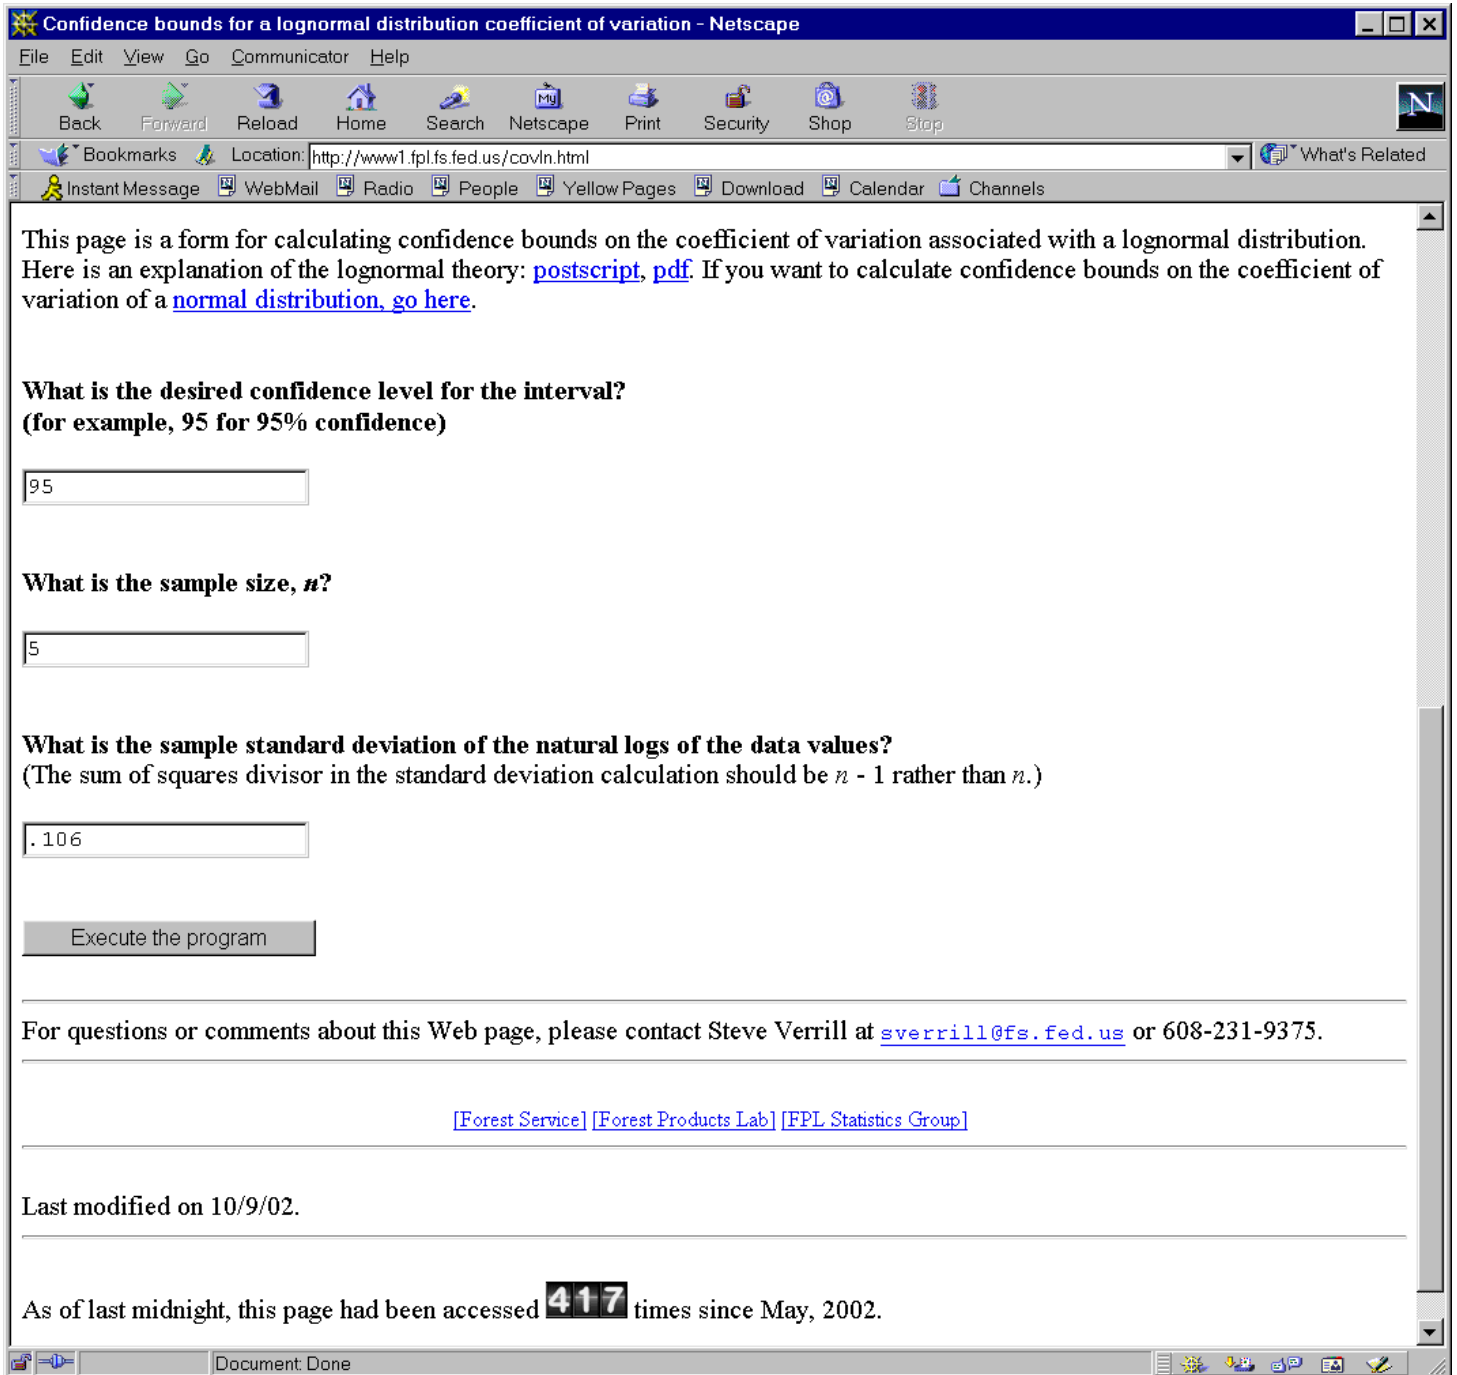 Confidence bounds for a lognormal distribution coefficient of variation - Netscape
File Edit View Go Communicator Help
Back Forward Reload Home Search Netscape Print Security Shop Stop
My
N
Bookmarks Location: http://www1.fpl.fs.fed.us/covln.html What's Related
Instant Message WebMail Radio People Yellow Pages Download Calendar Channels
This page is a form for calculating confidence bounds on the coefficient of variation associated with a lognormal distribution.
Here is an explanation of the lognormal theory: postscript, pdf. If you want to calculate confidence bounds on the coefficient of
variation of a normal distribution, go here.
What is the desired confidence level for the interval?
(for example, 95 for 95% confidence)
95
What is the sample size, n?
5
What is the sample standard deviation of the natural logs of the data values?
(The sum of squares divisor in the standard deviation calculation should be n - 1 rather than n.)
.106
Execute the program
For questions or comments about this Web page, please contact Steve Verrill at sverrill@fs.fed.us or 608-231-9375.
[Forest Service] [Forest Products Lab] [FPL Statistics Group]
Last modified on 10/9/02.
As of last midnight, this page had been accessed 417 times since May, 2002.
Document: Done